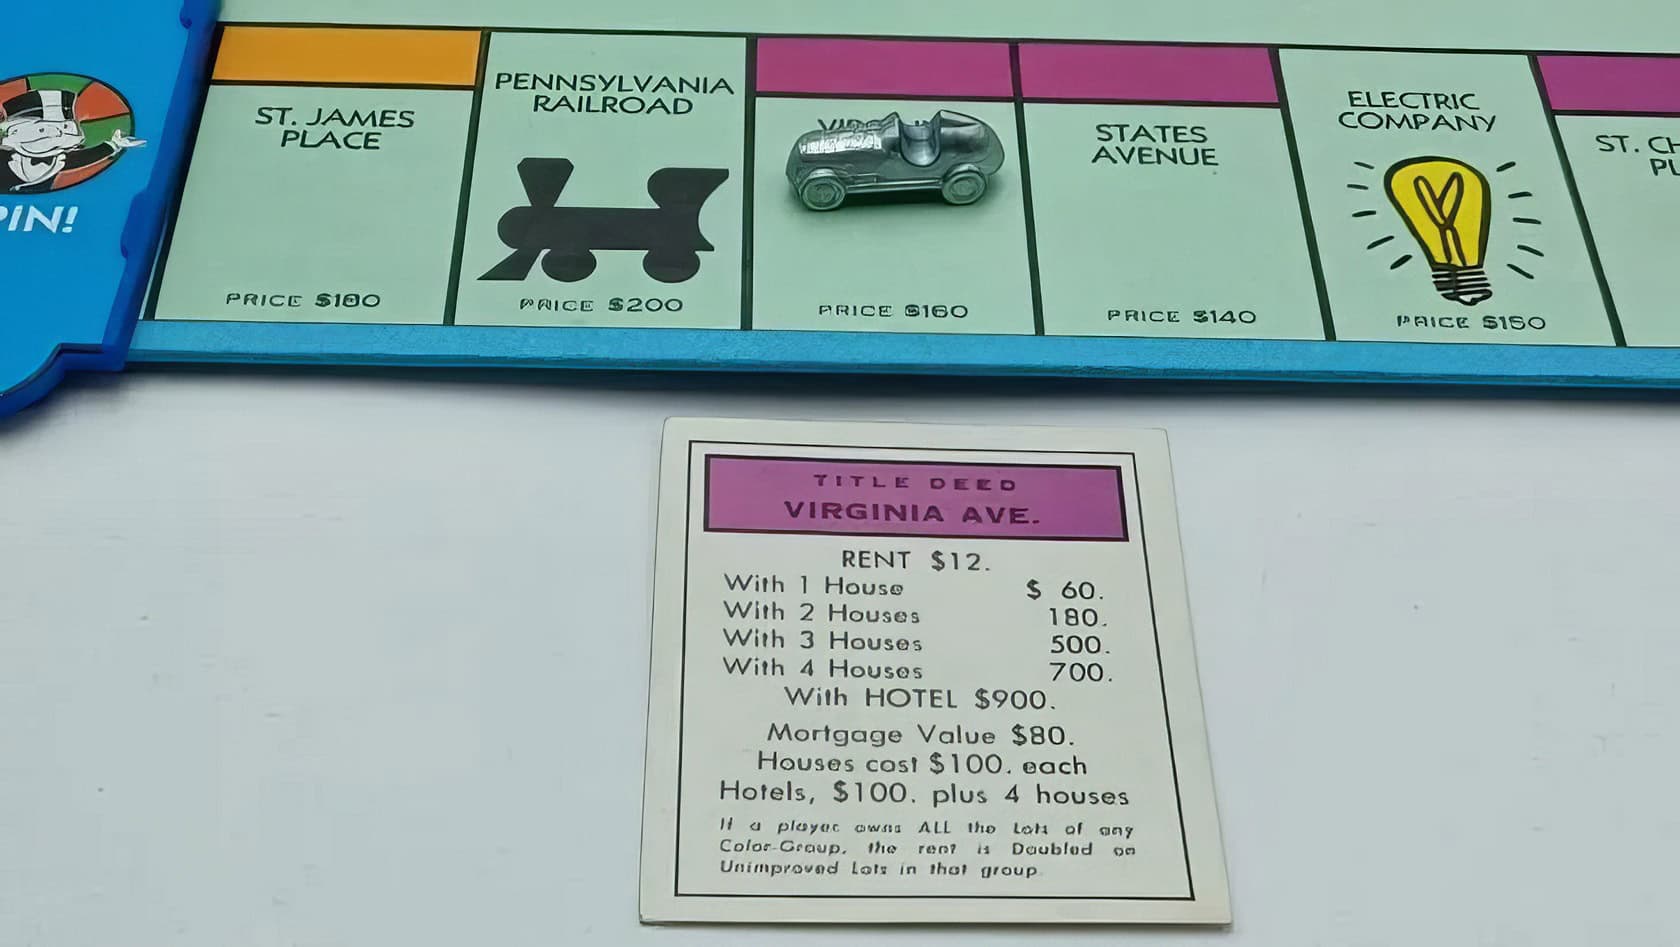 PIN!
ST. JAMES
PLACE
PRICE $180
PENNSYLVANIA
RAILROAD
PRICE $200
PRICE $160
STATES
AVENUE
PRICE $140
ELECTRIC
COMPANY
PRICE $150
ST. CH
PL
TITLE DEED
VIRGINIA AVE.
RENT $12.
With 1 House $ 60.
With 2 Houses 180.
With 3 Houses 500.
With 4 Houses 700.
With HOTEL $900.
Mortgage Value $80.
Houses cost $100. each
Hotels, $100. plus 4 houses
If a player owns ALL the Lots of any
Color-Group, the rent is Doubled on
Unimproved Lots in that group